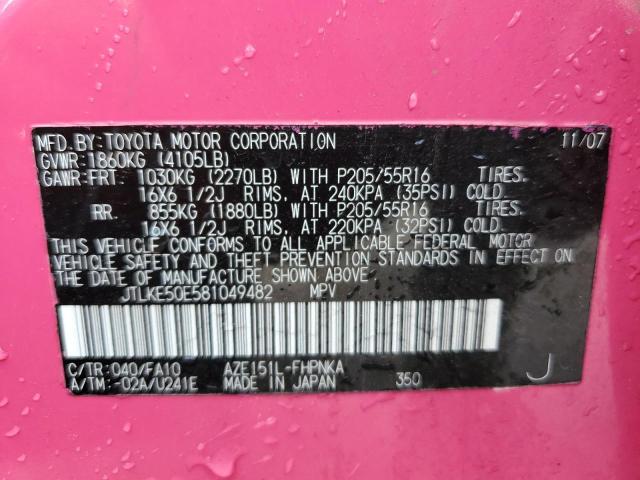 MFD.BY:TOYOTA MOTOR CORPORATION 11/07
GVWR:1860KG (4105LB)
GAWR:FRT 1030KG (2270LB) WITH P205/55R16 TIRES.
16X6 1/2J RIMS, AT 240KPA (35PSI) COLD.
RR. 855KG (1880LB) WITH P205/55R16 TIRES.
16X6 1/2J RIMS, AT 220KPA (32PSI) COLD.
THIS VEHICLE CONFORMS TO ALL APPLICABLE FEDERAL MOTOR
VEHICLE SAFETY AND THEFT PREVENTION STANDARDS IN EFFECT ON
THE DATE OF MANUFACTURE SHOWN ABOVE.
JTLKE50E581049482 MPV
C/TR:040/FA10 AZE151L-FHPNKA
A/TM:-02A/U241E MADE IN JAPAN 350 J